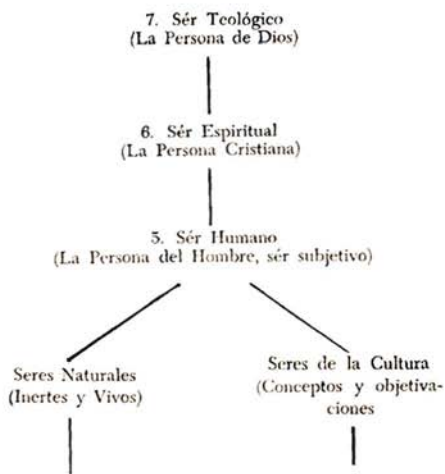 7. Sér Teológico
(La Persona de Dios)
6. Sér Espiritual
(La Persona Cristiana)
5. Sér Humano
(La Persona del Hombre, sér subjetivo)
Seres Naturales
(Inertes y Vivos)
Seres de la Cultura
(Conceptos y objetiva-
ciones